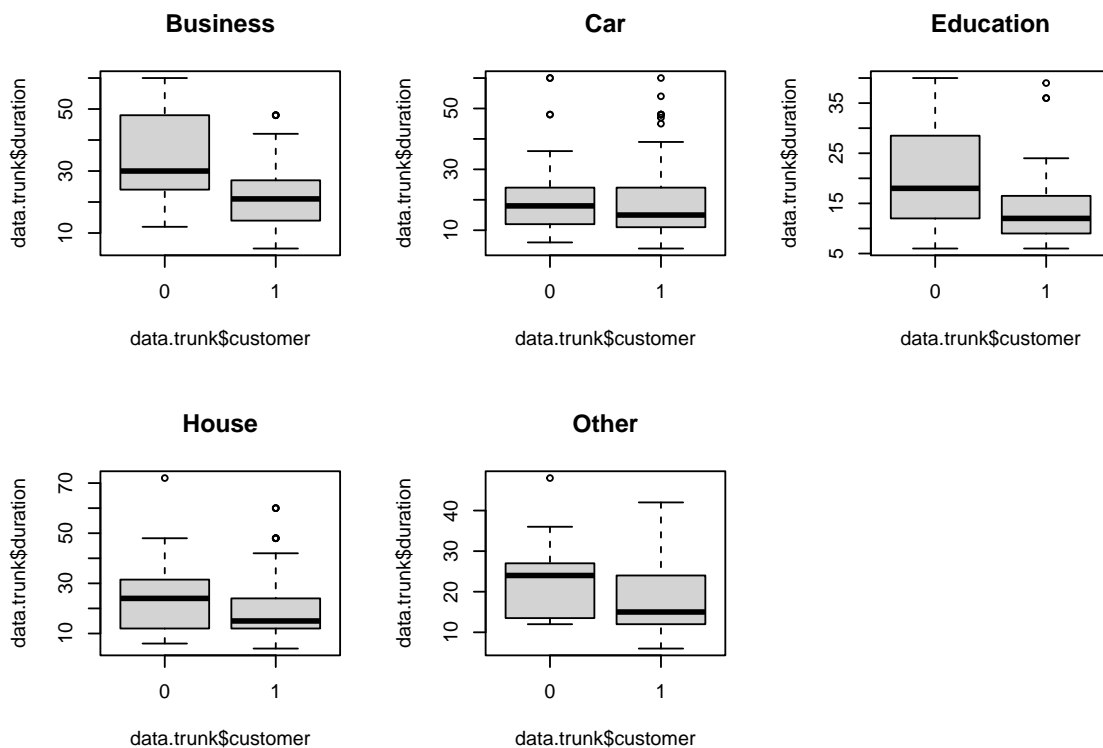 Business
data.trunk$duration
10
30
50
0
1
data.trunk$customer
Car
data.trunk$duration
10
30
50
0
1
data.trunk$customer
Education
data.trunk$duration
5
15
25
35
0
1
data.trunk$customer
House
data.trunk$duration
10
30
50
70
0
1
data.trunk$customer
Other
data.trunk$duration
10
20
30
40
0
1
data.trunk$customer